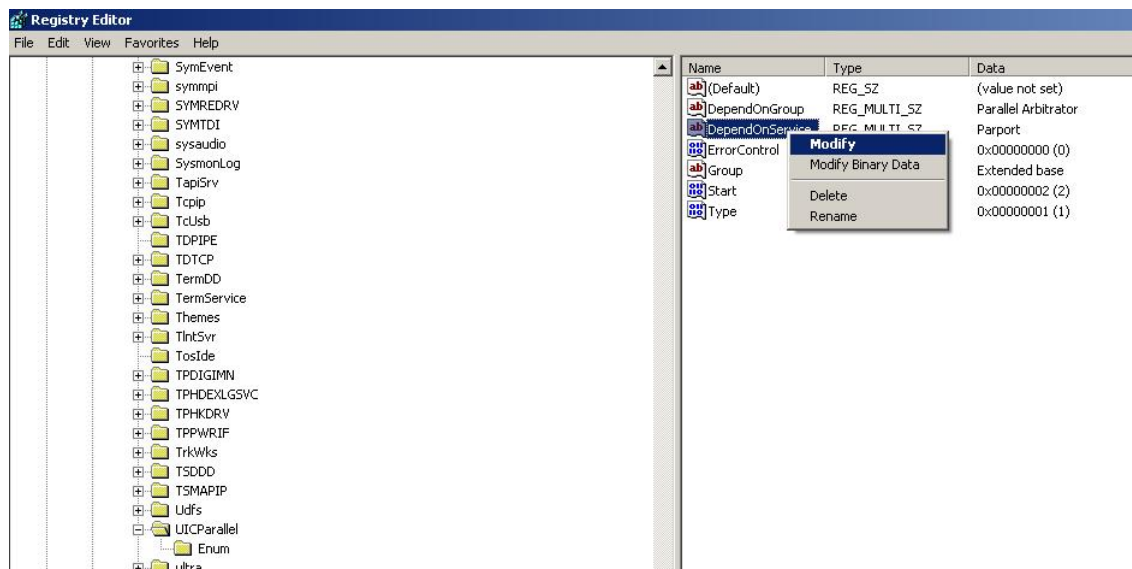 Registry Editor
File Edit View Favorites Help
SymEvent
symmpi
SYMREDRV
SYMTDI
sysaudio
SysmonLog
TapiSrv
Tcpip
TcUsb
TDPIPE
TDTCP
TermDD
TermService
Themes
TlntSvr
TosIde
TPDIGIMN
TPHDEXLGSVC
TPHKDRV
TPPWRIF
TrkWks
TSDDD
TSMAPIP
Udfs
UICParallel
Enum
ultra
Name Type Data
(Default) REG_SZ (value not set)
DependOnGroup REG_MULTI_SZ Parallel Arbitrator
DependOnService REG_MULTI_SZ Parport
ErrorControl 0x00000000 (0)
Group Extended base
Start 0x00000002 (2)
Type 0x00000001 (1)
Modify
Modify Binary Data
Delete
Rename